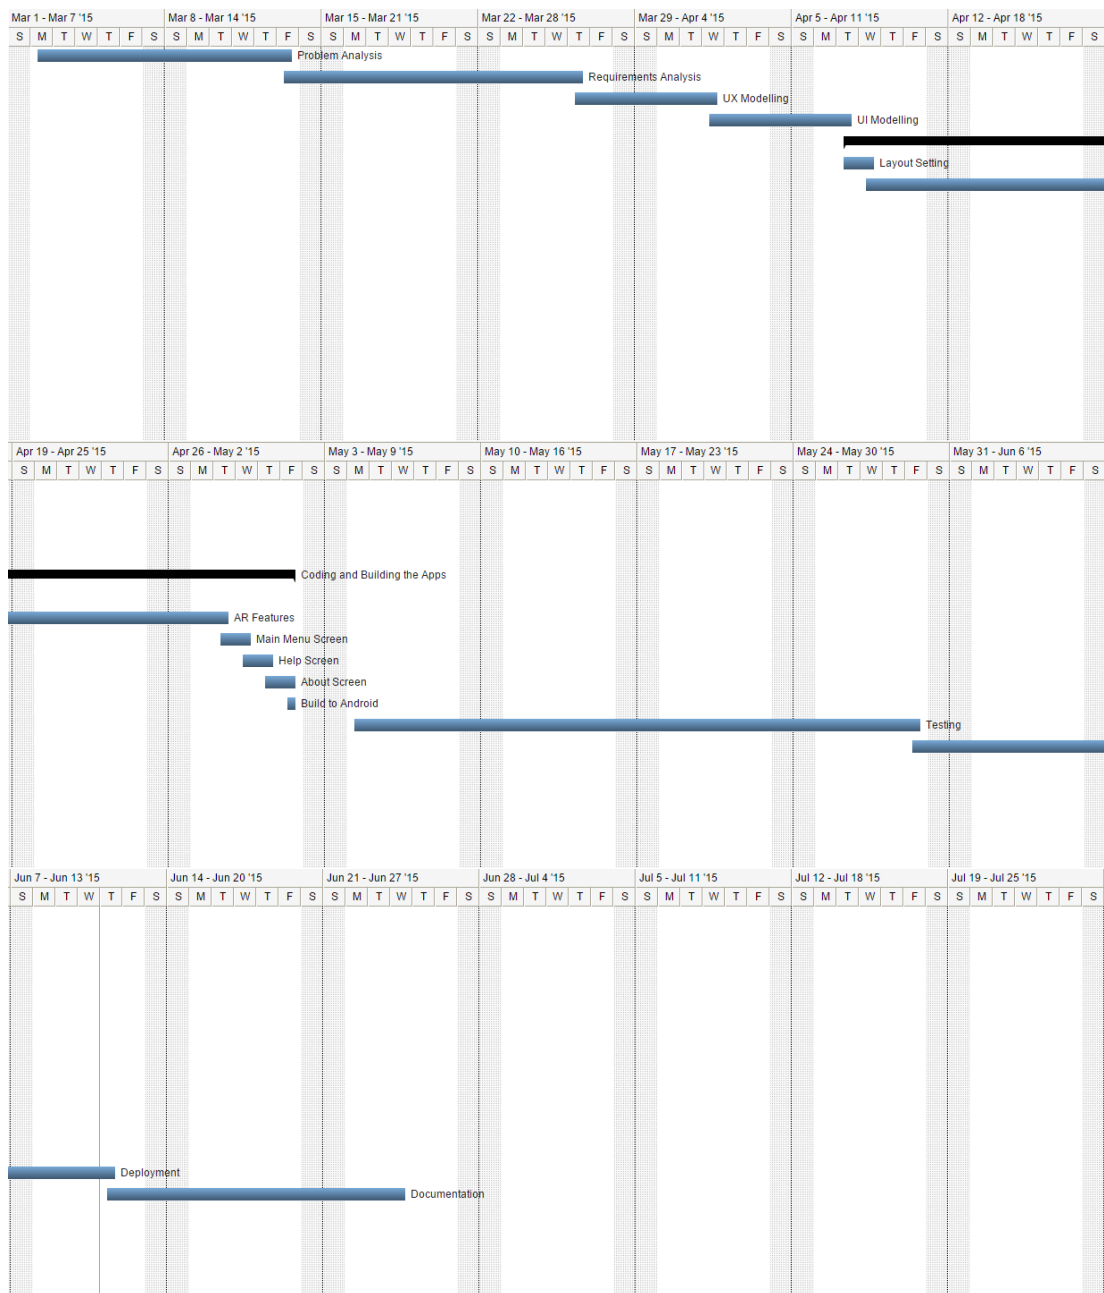 Mar 1 - Mar 7 '15 Mar 8 - Mar 14 '15 Mar 15 - Mar 21 '15 Mar 22 - Mar 28 '15 Mar 29 - Apr 4 '15 Apr 5 - Apr 11 '15 Apr 12 - Apr 18 '15
S M T W T F S S M T W T F S S M T W T F S S M T W T F S S M T W T F S S M T W T F S S M T W T F S
Problem Analysis
Requirements Analysis
UX Modelling
UI Modelling
Layout Setting
Apr 19 - Apr 25 '15 Apr 26 - May 2 '15 May 3 - May 9 '15 May 10 - May 16 '15 May 17 - May 23 '15 May 24 - May 30 '15 May 31 - Jun 6 '15
S M T W T F S S M T W T F S S M T W T F S S M T W T F S S M T W T F S S M T W T F S S M T W T F S
Coding and Building the Apps
AR Features
Main Menu Screen
Help Screen
About Screen
Build to Android
Testing
Jun 7 - Jun 13 '15 Jun 14 - Jun 20 '15 Jun 21 - Jun 27 '15 Jun 28 - Jul 4 '15 Jul 5 - Jul 11 '15 Jul 12 - Jul 18 '15 Jul 19 - Jul 25 '15
S M T W T F S S M T W T F S S M T W T F S S M T W T F S S M T W T F S S M T W T F S S M T W T F S
Deployment
Documentation